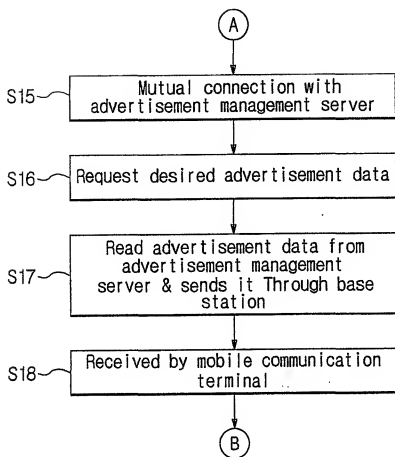 A
S15
Mutual connection with
advertisement management server
S16
Request desired advertisement data
S17
Read advertisement data from
advertisement management
server & sends it Through base
station
S18
Received by mobile communication
terminal
B